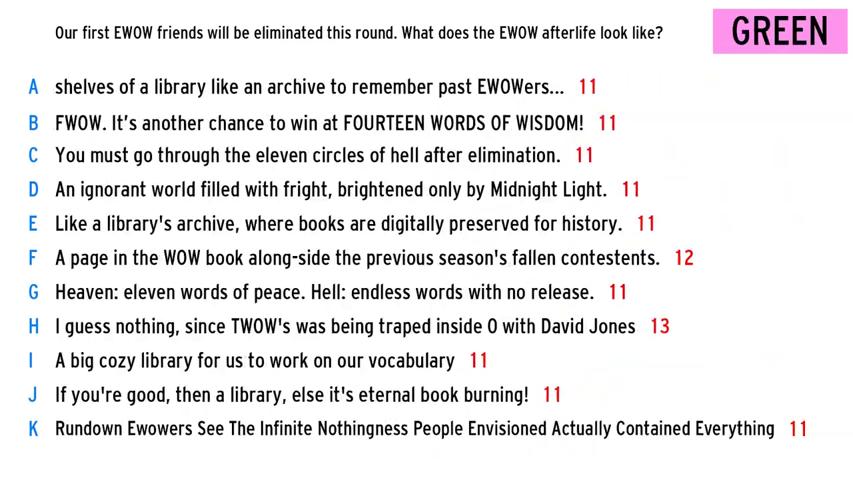 Our first EWOW friends will be eliminated this round. What does the EWOW afterlife look like?
GREEN
A shelves of a library like an archive to remember past EWOWers... 11
B FWOW. It's another chance to win at FOURTEEN WORDS OF WISDOM! 11
C You must go through the eleven circles of hell after elimination. 11
D An ignorant world filled with fright, brightened only by Midnight Light. 11
E Like a library's archive, where books are digitally preserved for history. 11
F A page in the WOW book along-side the previous season's fallen contestents. 12
G Heaven: eleven words of peace. Hell: endless words with no release. 11
H I guess nothing, since TWOW's was being traped inside O with David Jones 13
I A big cozy library for us to work on our vocabulary 11
J If you're good, then a library, else it's eternal book burning! 11
K Rundown Ewowers See The Infinite Nothingness People Envisioned Actually Contained Everything 11